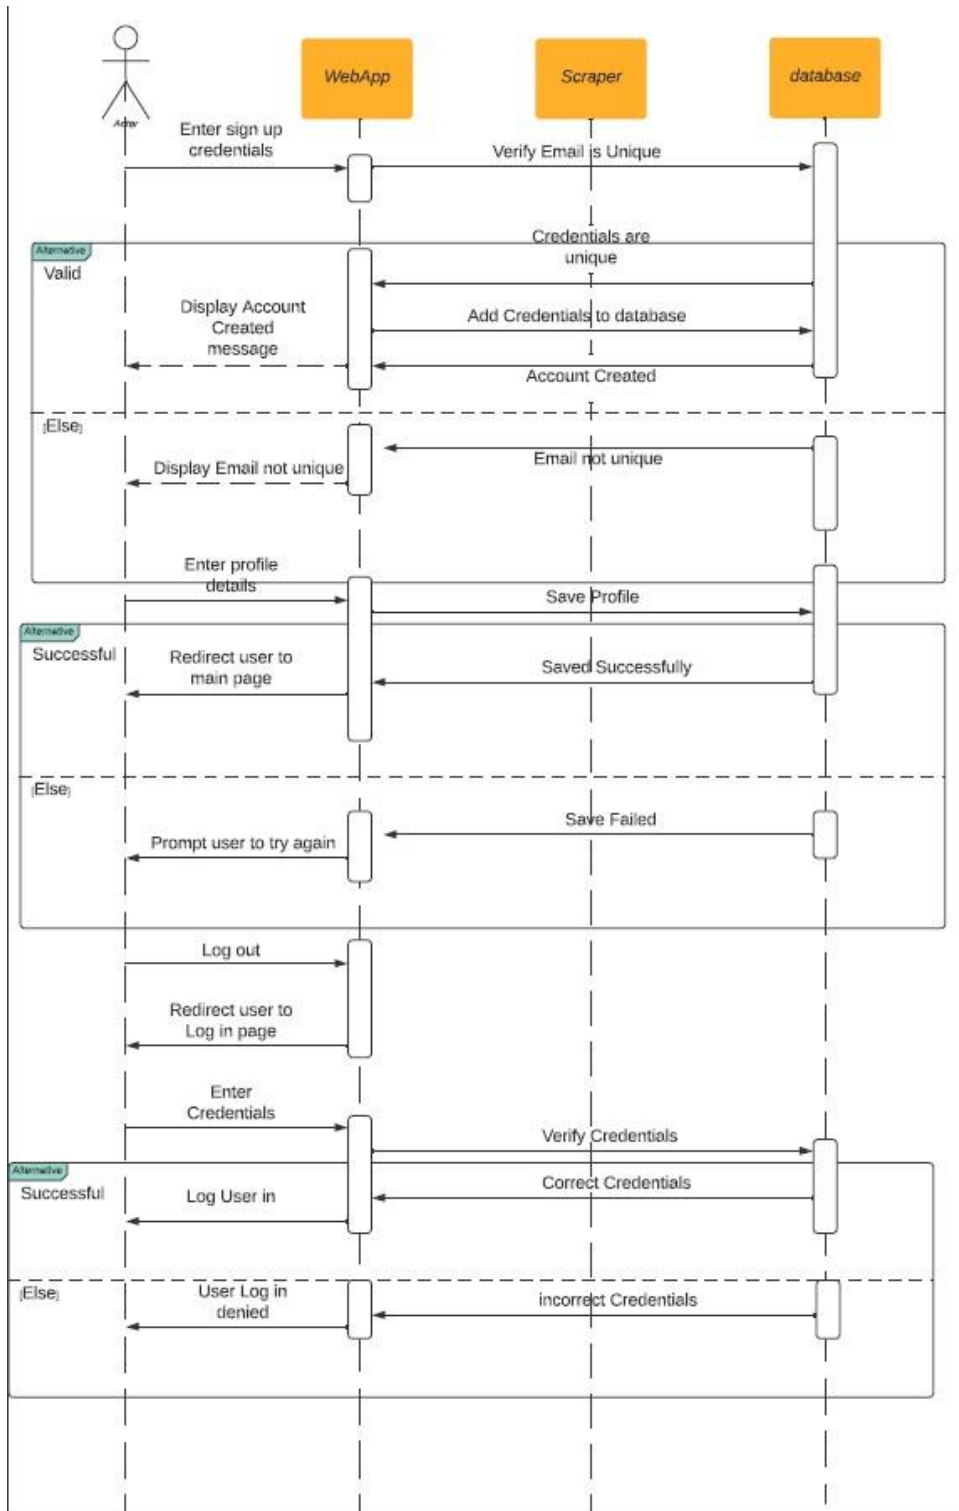 WebApp
Scraper
database
Actor
Enter sign up
credentials
Verify Email is Unique
Alternative
Valid
Credentials are
unique
Display Account
Created
message
Add Credentials to database
Account Created
[Else]
Display Email not unique
Email not unique
Enter profile
details
Save Profile
Alternative
Successful
Redirect user to
main page
Saved Successfully
[Else]
Save Failed
Prompt user to try again
Log out
Redirect user to
Log in page
Enter
Credentials
Verify Credentials
Alternative
Successful
Log User in
Correct Credentials
[Else]
User Log in
denied
incorrect Credentials